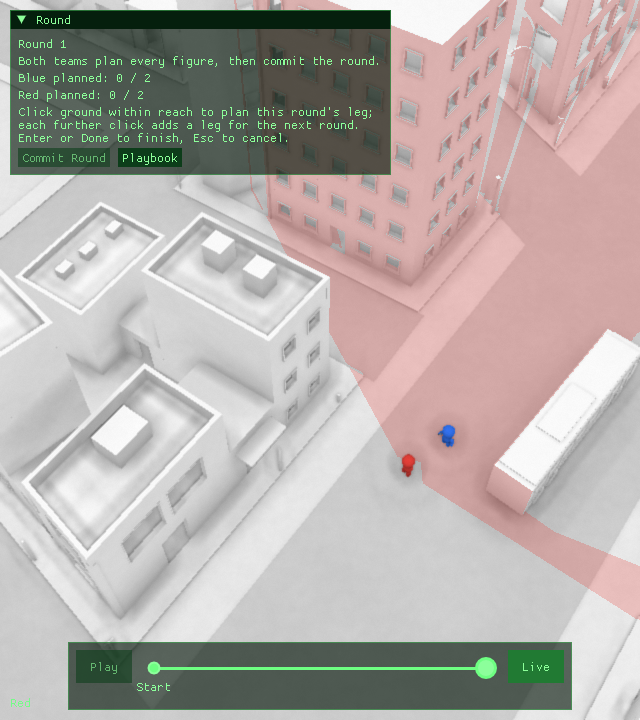 Round
Round 1
Both teams plan every figure, then commit the round.
Blue planned: 0 / 2
Red planned: 0 / 2
Click ground within reach to plan this round's leg;
each further click adds a leg for the next round.
Enter or Done to finish, Esc to cancel.
Commit Round Playbook
Play
Live
Start